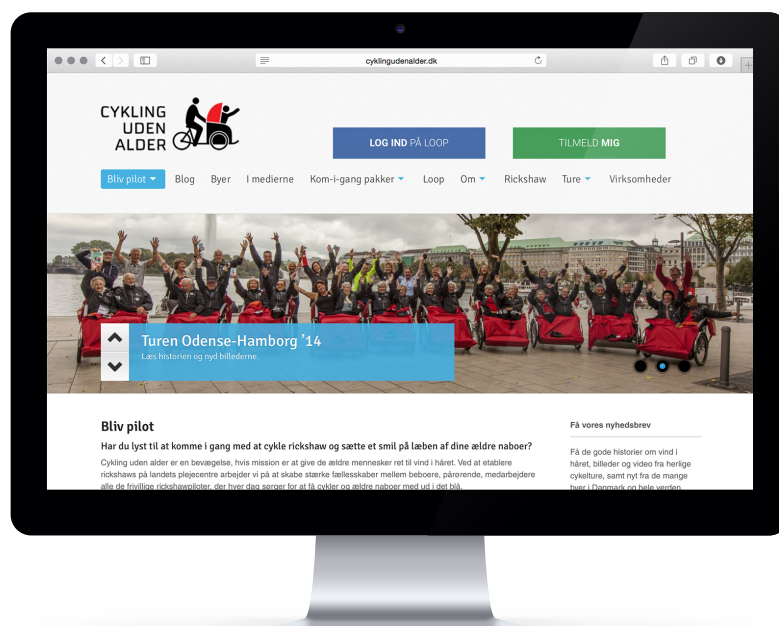 cyklingudenalder.dk
CYKLING
UDEN
ALDER
LOG IND PÅ LOOP
TILMELD MIG
Bliv pilot
Blog
Byer
I medierne
Kom-i-gang pakker
Loop
Om
Rickshaw
Ture
Virksomheder
Turen Odense-Hamborg ’14
Læs historien og nyd billederne.
Bliv pilot
Har du lyst til at komme i gang med at cykle rickshaw og sætte et smil på læben af dine ældre naboer?
Cykling uden alder er en bevægelse, hvis mission er at give de ældre mennesker ret til vind i håret. Ved at etablere
rickshaws på landets plejecentre arbejder vi på at skabe stærke fællesskaber mellem beboere, pårørende, medarbejdere
alle de frivillige rickshawpiloter, der hver dag sørger for at få cykler og ældre naboer med ud i det blå.
Få vores nyhedsbrev
Få de gode historier om vind i
håret, billeder og video fra herlige
cykelture, samt nyt fra de mange
byer i Danmark og hele verden